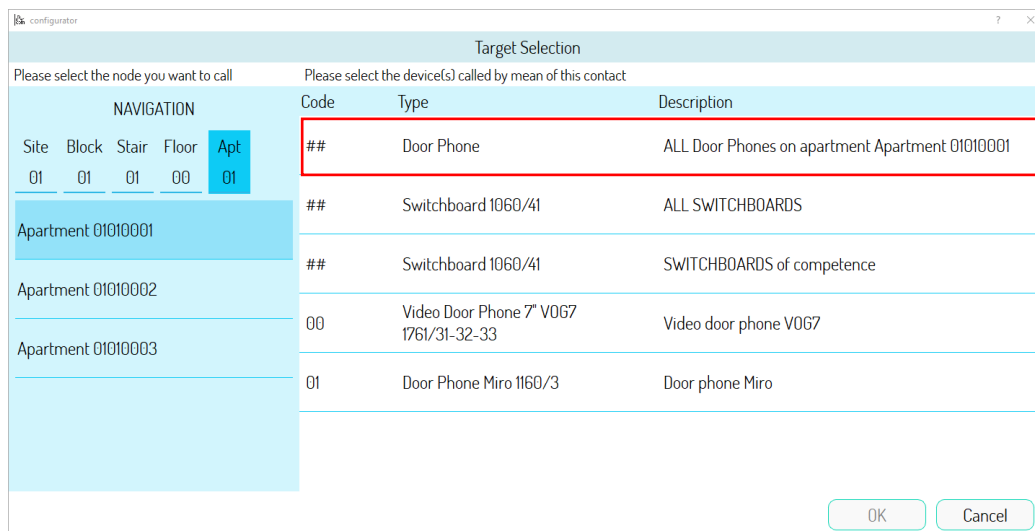 configurator
?
Target Selection
Please select the node you want to call
Please select the device(s) called by mean of this contact
NAVIGATION
Site Block Stair Floor Apt
01 01 01 00 01
Apartment 01010001
Apartment 01010002
Apartment 01010003
Code Type Description
## Door Phone ALL Door Phones on apartment Apartment 01010001
## Switchboard 1060/41 ALL SWITCHBOARDS
## Switchboard 1060/41 SWITCHBOARDS of competence
00 Video Door Phone 7" VOG7 Video door phone VOG7
1761/31-32-33
01 Door Phone Miro 1160/3 Door phone Miro
OK Cancel